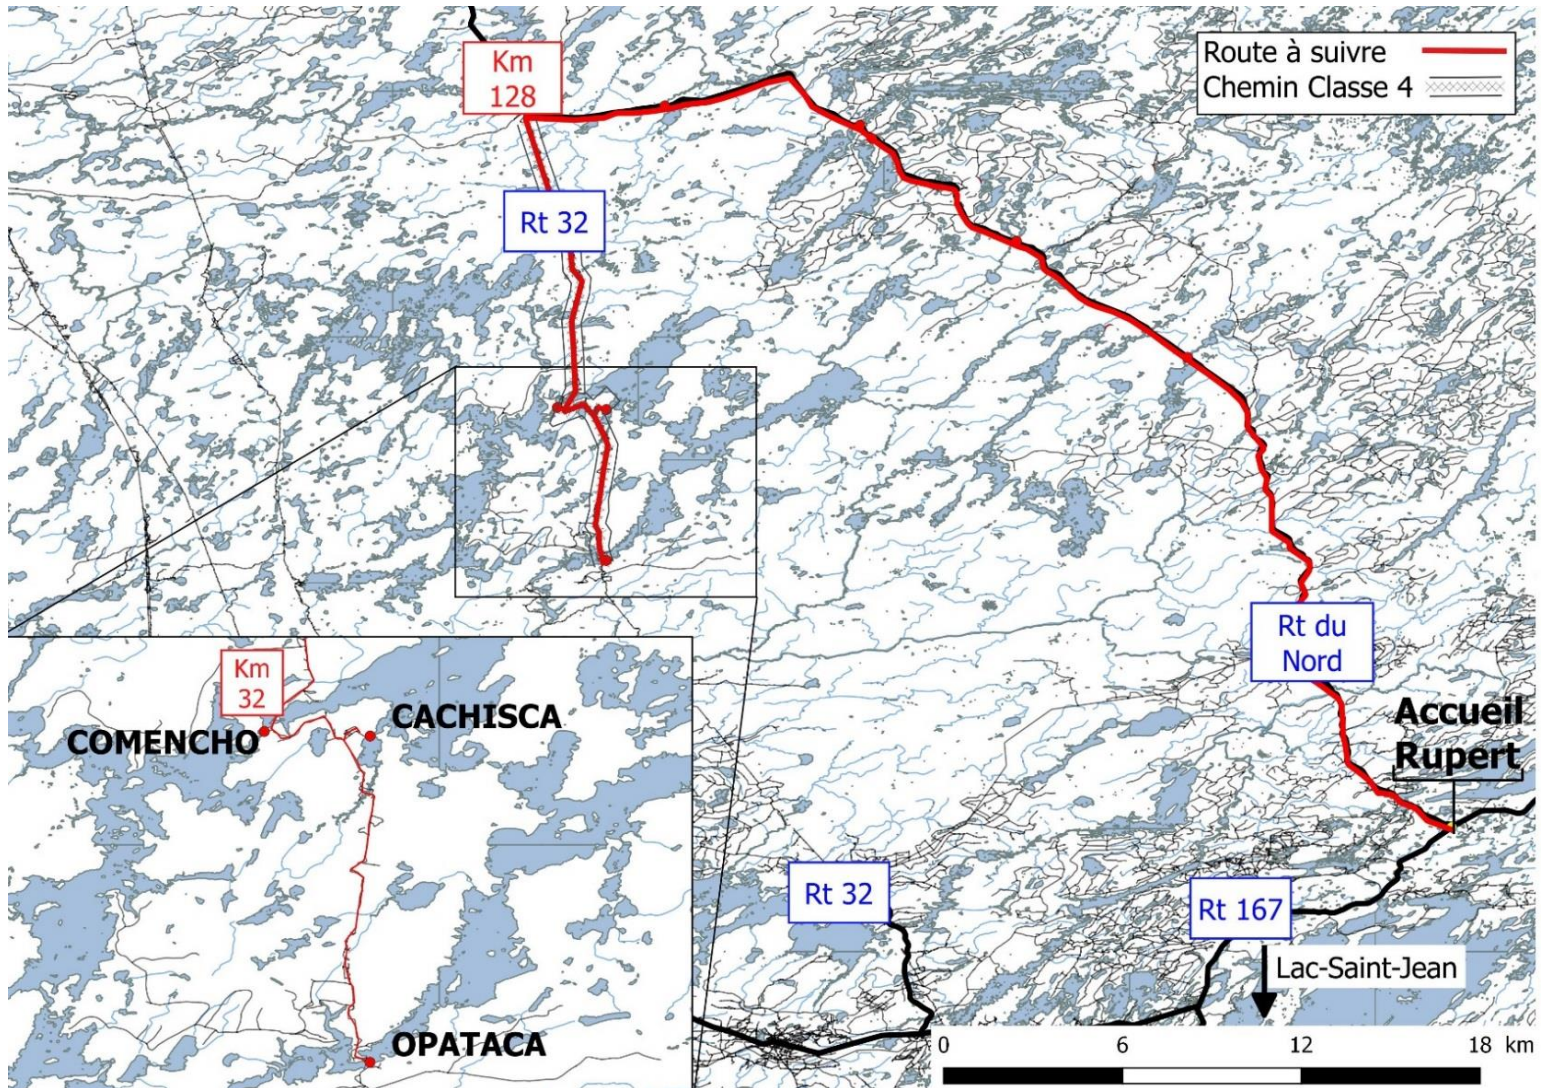 Km
128
Route à suivre
Chemin Classe 4
Rt 32
Rt du
Nord
Accueil
Rupert
Km
32
COMENCHO
CACHISCA
OPATACA
Rt 32
Rt 167
Lac-Saint-Jean
0 6 12 18 km